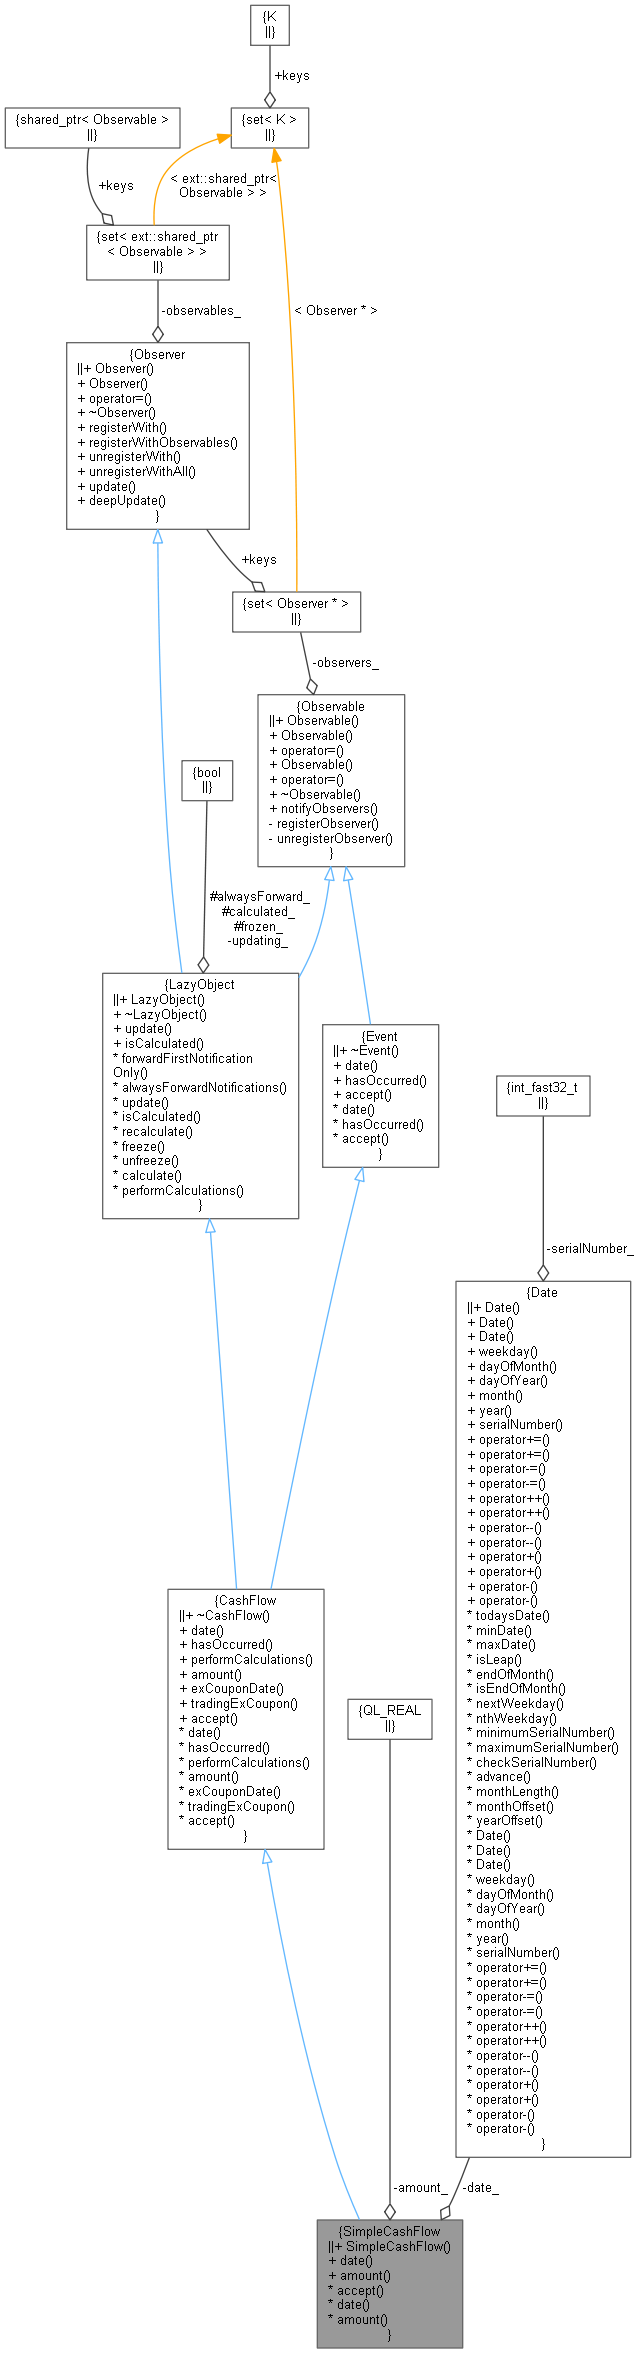 {K
||}
+keys
{shared_ptr< Observable >
||}
{set< K >
||}
+keys
< ext::shared_ptr<
Observable > >
{set< ext::shared_ptr
< Observable > >
||}
-observables_
< Observer * >
{Observer
||+ Observer()
+ Observer()
+ operator=()
+ ~Observer()
+ registerWith()
+ registerWithObservables()
+ unregisterWith()
+ unregisterWithAll()
+ update()
+ deepUpdate()
}
+keys
{set< Observer * >
||}
-observers_
{Observable
||+ Observable()
+ Observable()
+ operator=()
+ Observable()
+ operator=()
+ ~Observable()
+ notifyObservers()
- registerObserver()
- unregisterObserver()
}
{bool
||}
#alwaysForward_
#calculated_
#frozen_
-updating_
{LazyObject
||+ LazyObject()
+ ~LazyObject()
+ update()
+ isCalculated()
* forwardFirstNotification
Only()
* alwaysForwardNotifications()
* update()
* isCalculated()
* recalculate()
* freeze()
* unfreeze()
* calculate()
* performCalculations()
}
{Event
||+ ~Event()
+ date()
+ hasOccurred()
+ accept()
* date()
* hasOccurred()
* accept()
}
{int_fast32_t
||}
-serialNumber_
{Date
||+ Date()
+ Date()
+ Date()
+ weekday()
+ dayOfMonth()
+ dayOfYear()
+ month()
+ year()
+ serialNumber()
+ operator+=()
+ operator+=()
+ operator-=()
+ operator-=()
+ operator++()
+ operator++()
+ operator--()
+ operator--()
+ operator+()
+ operator+()
+ operator-()
+ operator-()
* todaysDate()
* minDate()
* maxDate()
* isLeap()
* endOfMonth()
* isEndOfMonth()
* nextWeekday()
* nthWeekday()
* minimumSerialNumber()
* maximumSerialNumber()
* checkSerialNumber()
* advance()
* monthLength()
* monthOffset()
* yearOffset()
* Date()
* Date()
* Date()
* weekday()
* dayOfMonth()
* dayOfYear()
* month()
* year()
* serialNumber()
* operator+=()
* operator+=()
* operator-=()
* operator-=()
* operator++()
* operator++()
* operator--()
* operator--()
* operator+()
* operator+()
* operator-()
* operator-()
}
{CashFlow
||+ ~CashFlow()
+ date()
+ hasOccurred()
+ performCalculations()
+ amount()
+ exCouponDate()
+ tradingExCoupon()
+ accept()
* date()
* hasOccurred()
* performCalculations()
* amount()
* exCouponDate()
* tradingExCoupon()
* accept()
}
{QL_REAL
||}
-amount_
-date_
{SimpleCashFlow
||+ SimpleCashFlow()
+ date()
+ amount()
* accept()
* date()
* amount()
}